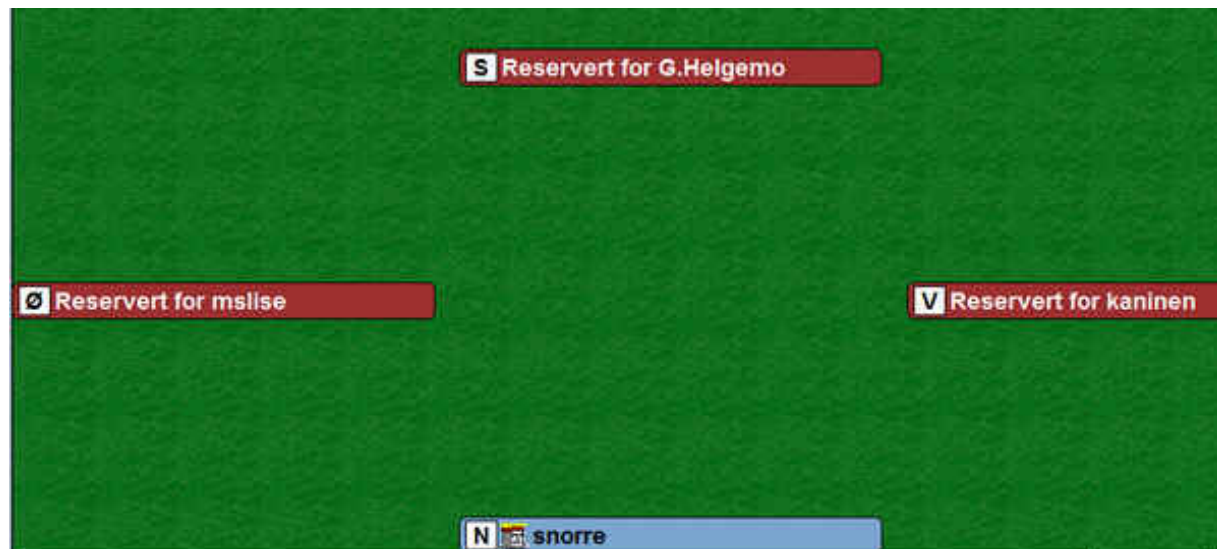 S Reservert for G.Helgemo
Ø Reservert for mslise
V Reservert for kaninen
N snorre